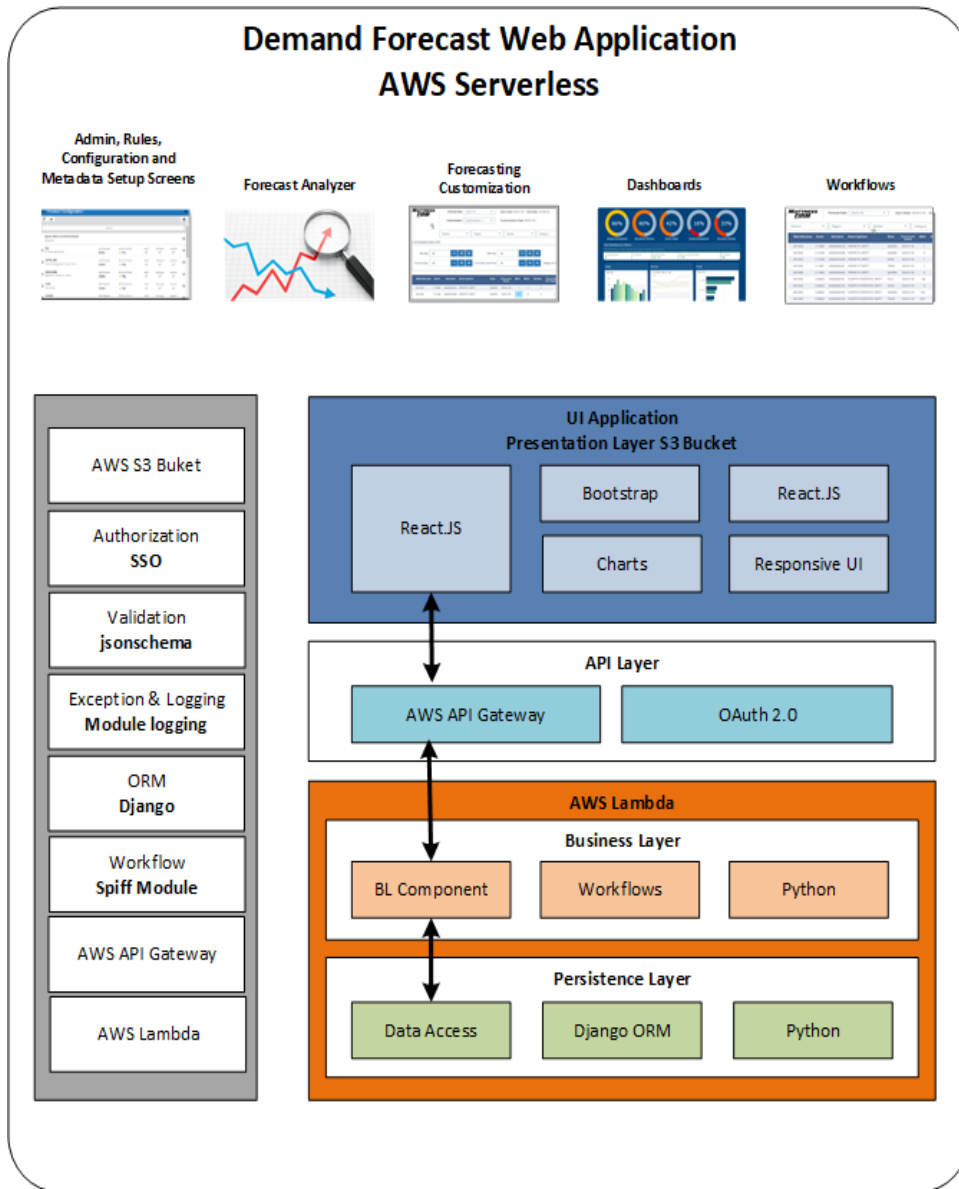 Demand Forecast Web Application
AWS Serverless
Admin, Rules,
Configuration and
Metadata Setup Screens
Forecast Analyzer
Forecasting
Customization
Dashboards
Workflows
AWS S3 Buket
Authorization
SSO
Validation
jsonschema
Exception & Logging
Module logging
ORM
Django
Workflow
Spiff Module
AWS API Gateway
AWS Lambda
UI Application
Presentation Layer S3 Bucket
React.JS
Bootstrap
React.JS
Charts
Responsive UI
API Layer
AWS API Gateway
OAuth 2.0
AWS Lambda
Business Layer
BL Component
Workflows
Python
Persistence Layer
Data Access
Django ORM
Python